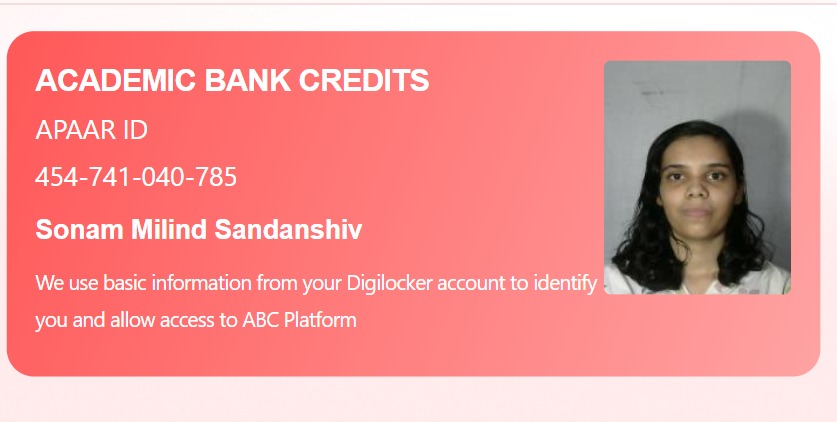 ACADEMIC BANK CREDITS
APAAR ID
454-741-040-785
Sonam Milind Sandanshiv
We use basic information from your Digilocker account to identify
you and allow access to ABC Platform